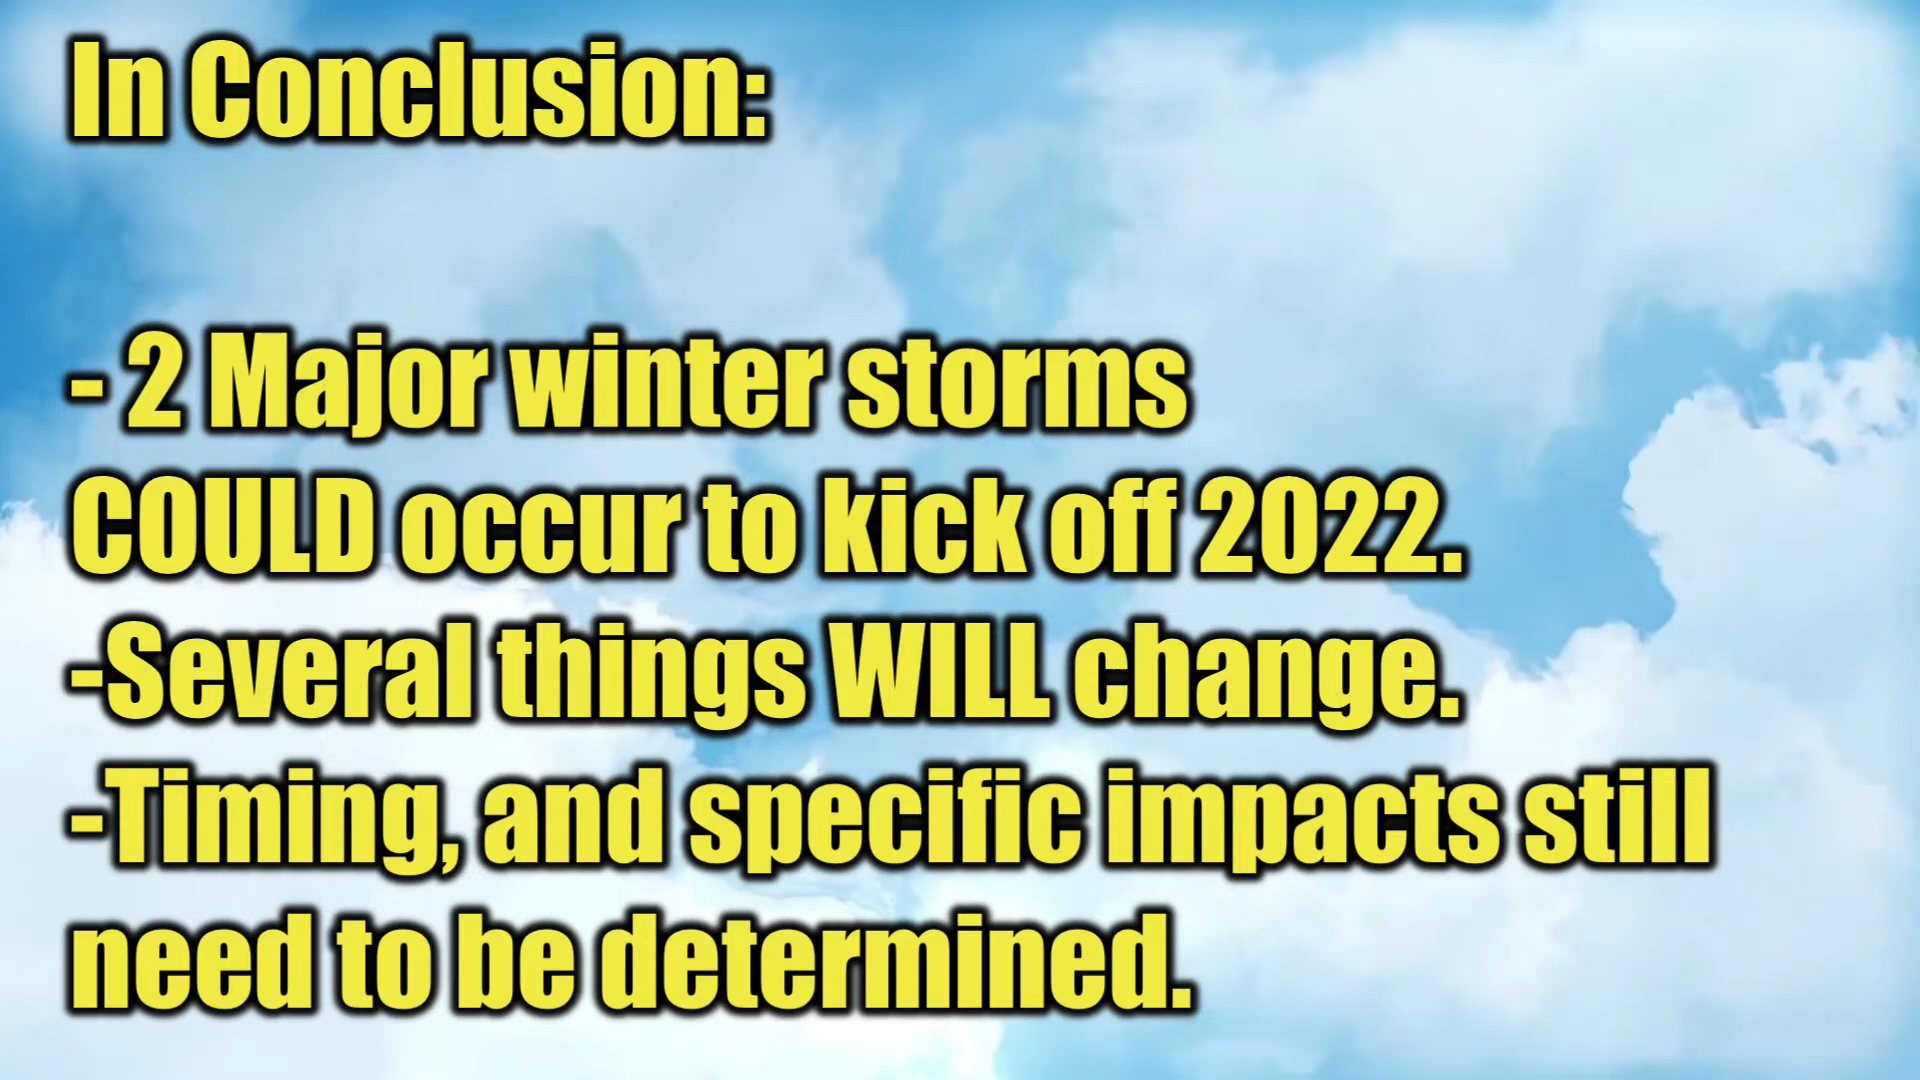 In Conclusion:
- 2 Major winter storms
COULD occur to kick off 2022.
-Several things WILL change.
-Timing, and specific impacts still
need to be determined.